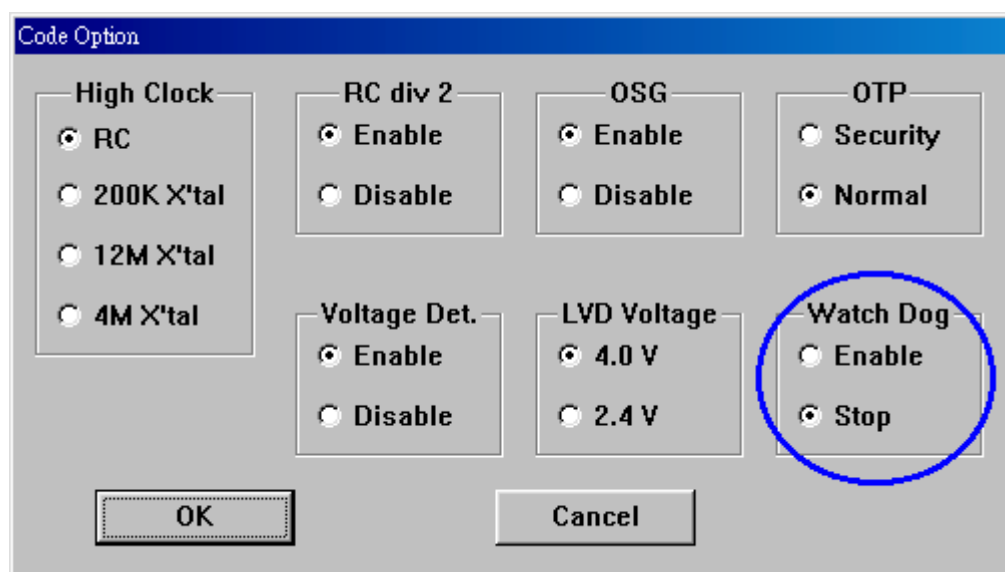 Code Option
High Clock
RC
200K X'tal
12M X'tal
4M X'tal
RC div 2
Enable
Disable
OSG
Enable
Disable
OTP
Security
Normal
Voltage Det.
Enable
Disable
LVD Voltage
4.0 V
2.4 V
Watch Dog
Enable
Stop
OK
Cancel